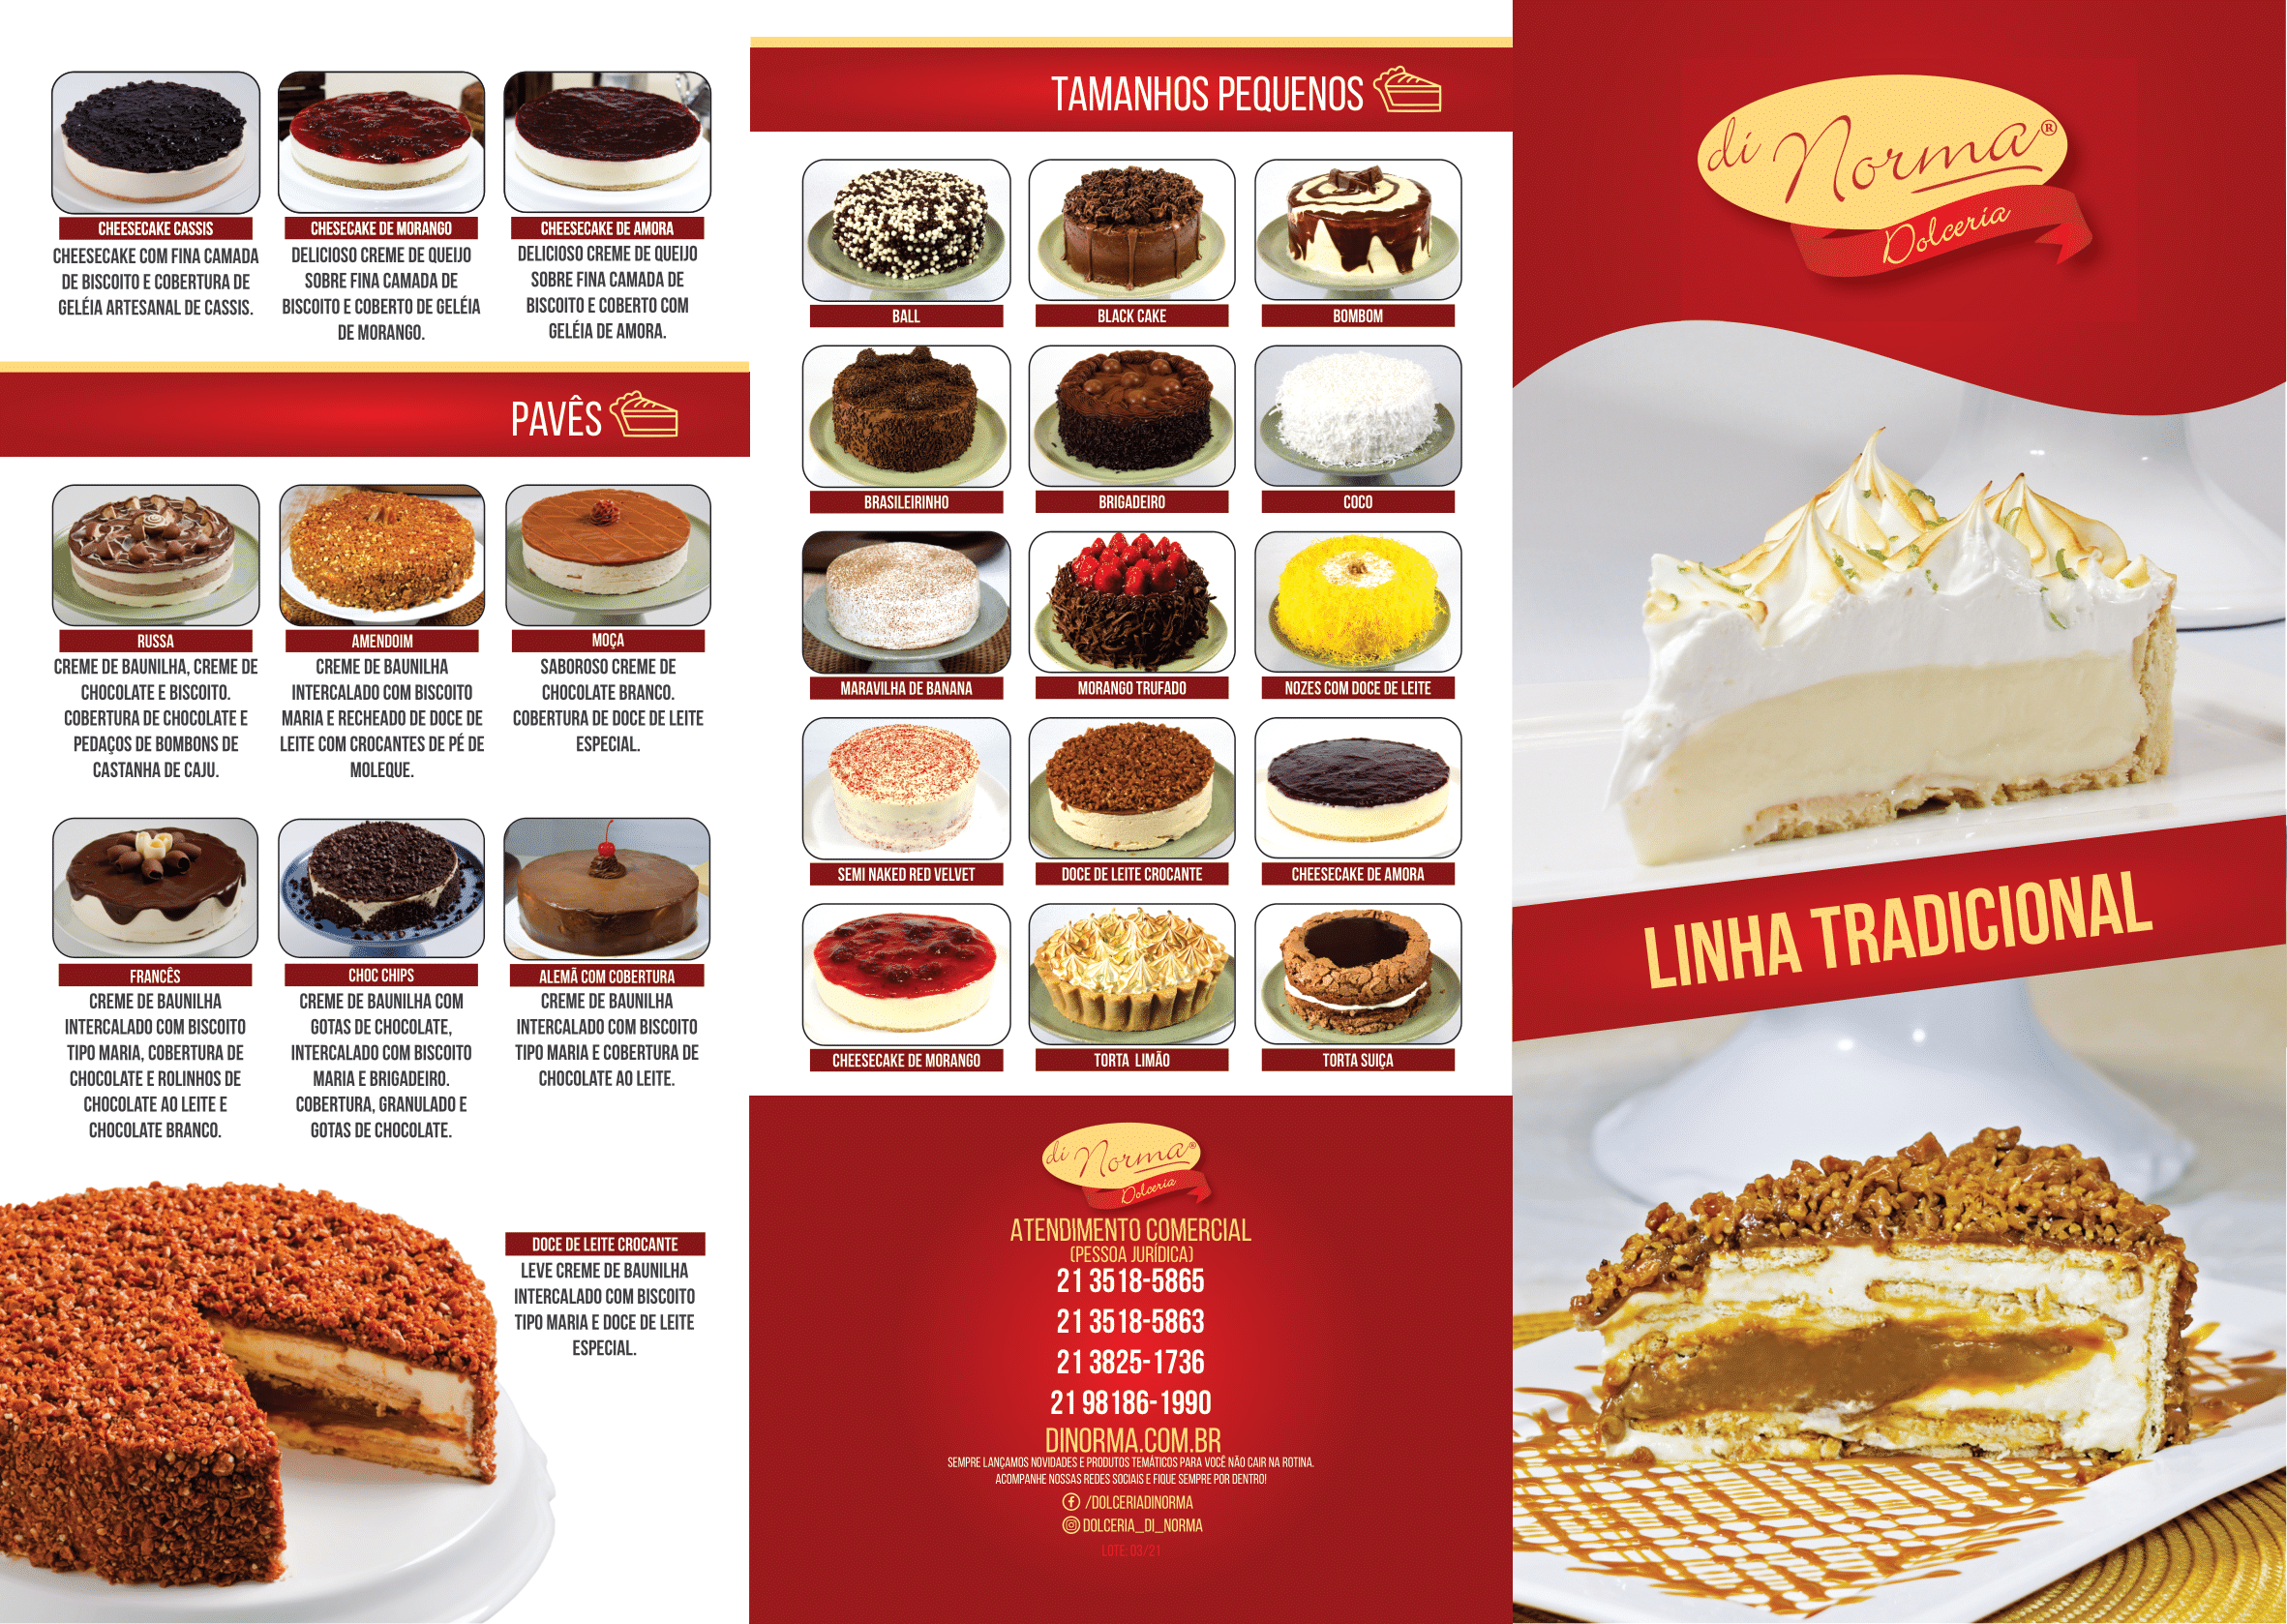 CHEESECAKE CASSIS
CHEESECAKE COM FINA CAMADA
DE BISCOITO E COBERTURA DE
GELÉIA ARTESANAL DE CASSIS.
CHESECAKE DE MORANGO
DELICIOSO CREME DE QUEIJO
SOBRE FINA CAMADA DE
BISCOITO E COBERTO DE GELÉIA
DE MORANGO.
CHEESECAKE DE AMORA
DELICIOSO CREME DE QUEIJO
SOBRE FINA CAMADA DE
BISCOITO E COBERTO COM
GELÉIA DE AMORA.
PAVÊS
RUSSA
CREME DE BAUNILHA, CREME DE
CHOCOLATE E BISCOITO.
COBERTURA DE CHOCOLATE E
PEDAÇOS DE BOMBONS DE
CASTANHA DE CAJU.
AMENDOIM
CREME DE BAUNILHA
INTERCALADO COM BISCOITO
MARIA E RECHEADO DE DOCE DE
LEITE COM CROCANTES DE PÉ DE
MOLEQUE.
MOÇA
SABOROSO CREME DE
CHOCOLATE BRANCO.
COBERTURA DE DOCE DE LEITE
ESPECIAL.
FRANCÊS
CREME DE BAUNILHA
INTERCALADO COM BISCOITO
TIPO MARIA, COBERTURA DE
CHOCOLATE E ROLINHOS DE
CHOCOLATE AO LEITE E
CHOCOLATE BRANCO.
CHOC CHIPS
CREME DE BAUNILHA COM
GOTAS DE CHOCOLATE,
INTERCALADO COM BISCOITO
MARIA E BRIGADEIRO.
COBERTURA, GRANULADO E
GOTAS DE CHOCOLATE.
ALEMÃ COM COBERTURA
CREME DE BAUNILHA
INTERCALADO COM BISCOITO
TIPO MARIA E COBERTURA DE
CHOCOLATE AO LEITE.
DOCE DE LEITE CROCANTE
LEVE CREME DE BAUNILHA
INTERCALADO COM BISCOITO
TIPO MARIA E DOCE DE LEITE
ESPECIAL.
TAMANHOS PEQUENOS
BALL
BLACK CAKE
BOMBOM
BRASILEIRINHO
BRIGADEIRO
COCO
MARAVILHA DE BANANA
MORANGO TRUFADO
NOZES COM DOCE DE LEITE
SEMI NAKED RED VELVET
DOCE DE LEITE CROCANTE
CHEESECAKE DE AMORA
CHEESECAKE DE MORANGO
TORTA LIMÃO
TORTA SUIÇA
di Norma®
Dolceria
ATENDIMENTO COMERCIAL
(PESSOA JURÍDICA)
21 3518-5865
21 3518-5863
21 3825-1736
21 98186-1990
DINORMA.COM.BR
SEMPRE LANÇAMOS NOVIDADES E PRODUTOS TEMÁTICOS PARA VOCÊ NÃO CAIR NA ROTINA.
ACOMPANHE NOSSAS REDES SOCIAIS E FIQUE SEMPRE POR DENTRO!
/DOLCERIADINORMA
DOLCERIA_DI_NORMA
LOTE: 03/21
di Norma®
Dolceria
LINHA TRADICIONAL